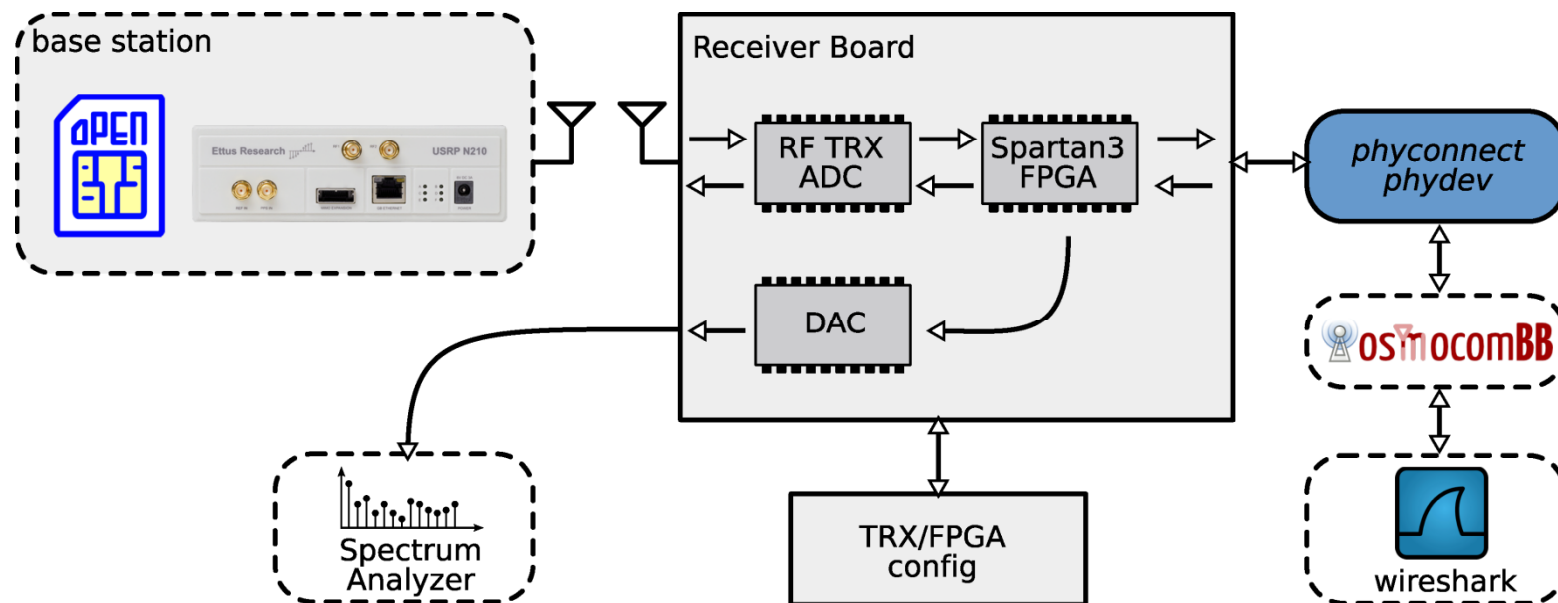 base station
OPEN
Ettus Research
USRP N210
Receiver Board
RF TRX
ADC
Spartan3
FPGA
DAC
phyconnect
phydev
osmocomBB
Spectrum
Analyzer
TRX/FPGA
config
wireshark